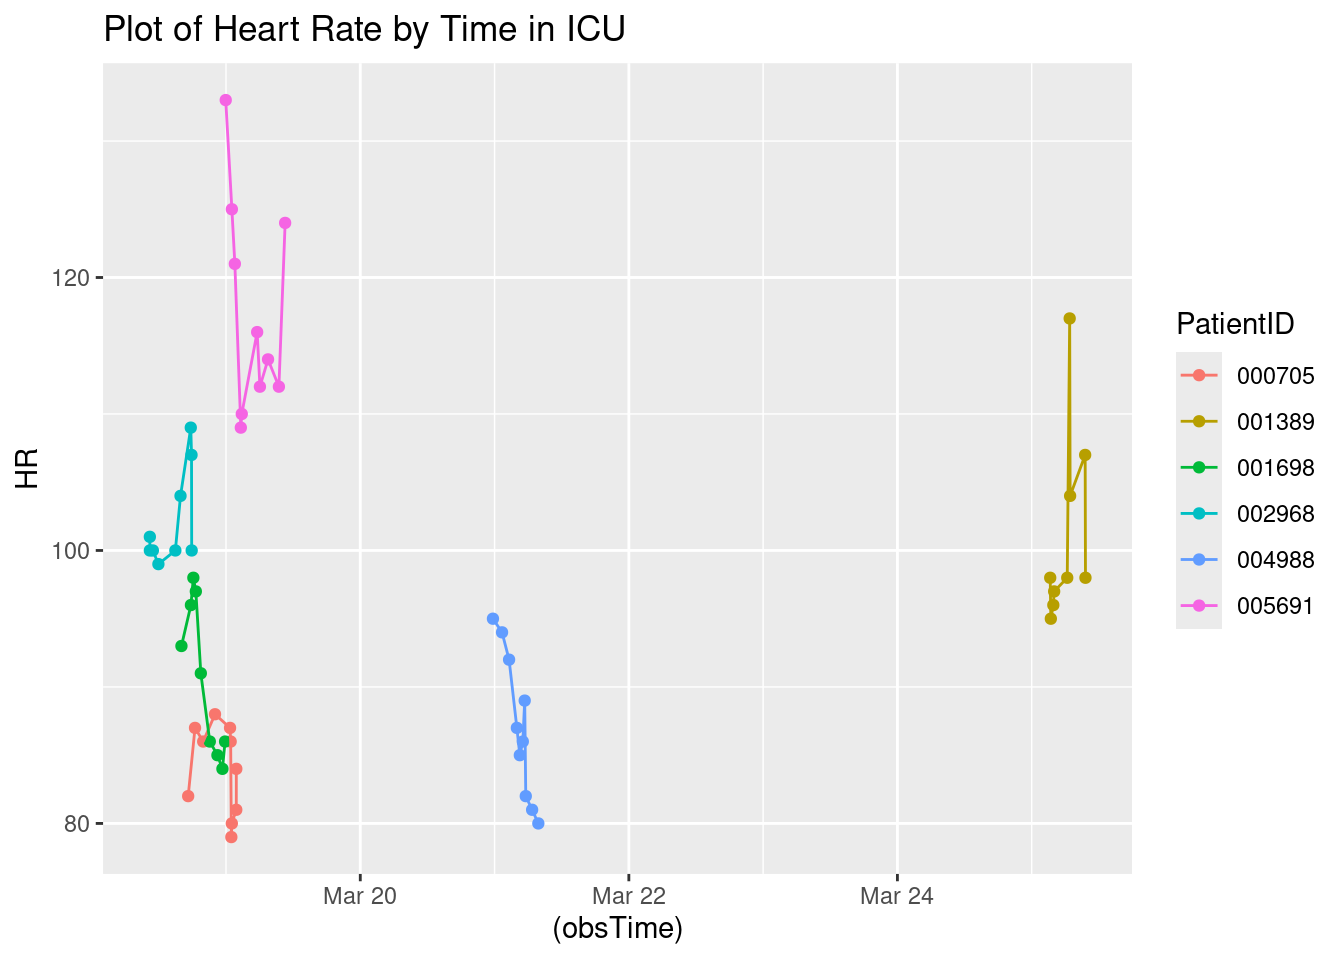 Plot of Heart Rate by Time in ICU
HR
120
100
80
Mar 20
Mar 22
Mar 24
(obsTime)
PatientID
000705
001389
001698
002968
004988
005691